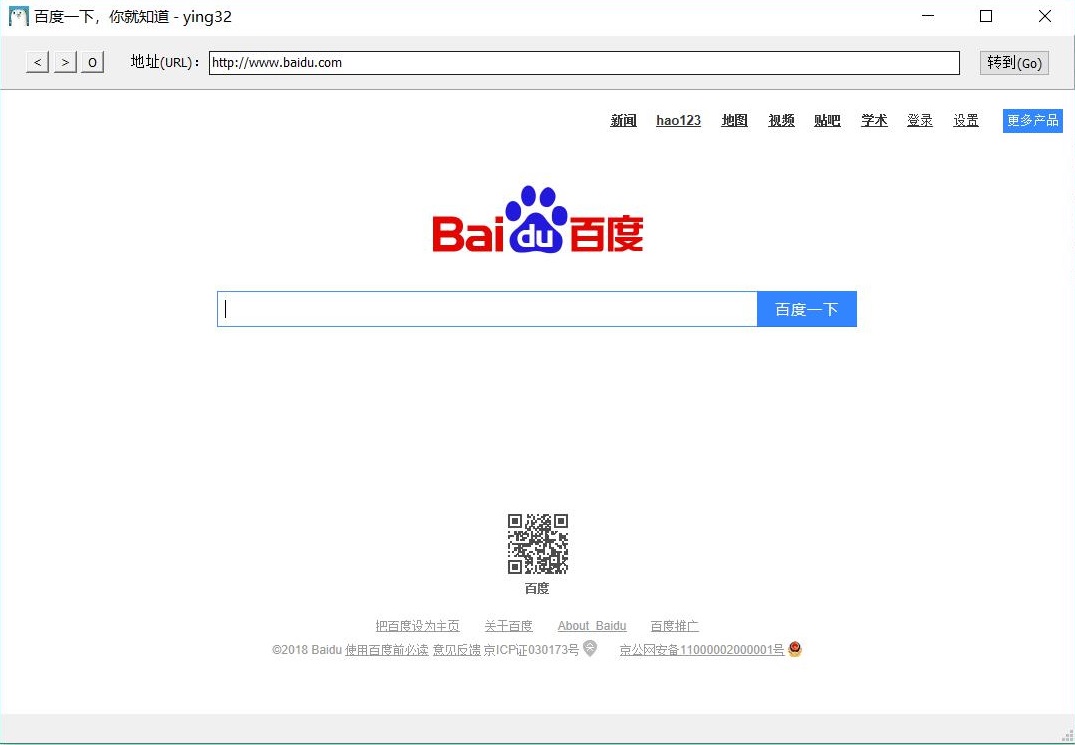 百度一下，你就知道 - ying32
< > O 地址(URL)： http://www.baidu.com 转到(Go)
新闻 hao123 地图 视频 贴吧 学术 登录 设置 更多产品
Bai du 百度
百度一下
百度
把百度设为主页 关于百度 About Baidu 百度推广
©2018 Baidu 使用百度前必读 意见反馈 京ICP证030173号 京公网安备11000002000001号